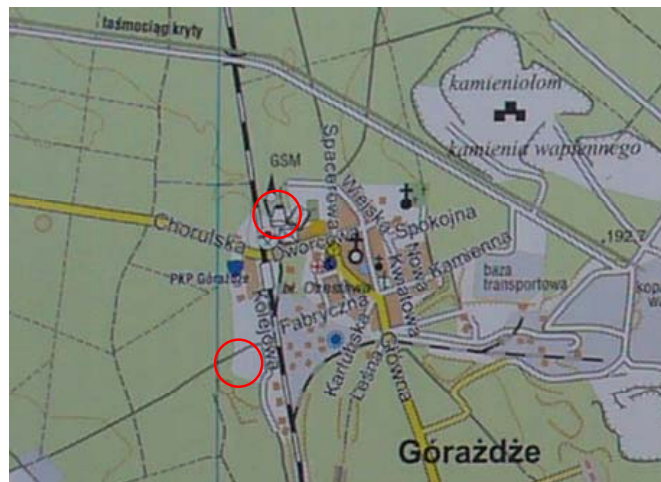 taśmociąg kryty
kamieniołom
kamienia wapiennego
GSM
Spacerowa
Wiejska
Spokojna
Chorulska
Dworcowa
Nowa
Kamienna
192,7
PKP Górażdże
Kolejowa
Kwiatowa
baza
transportowa
Fabryczna
Karłubska
Leśna
Główna
Górażdże